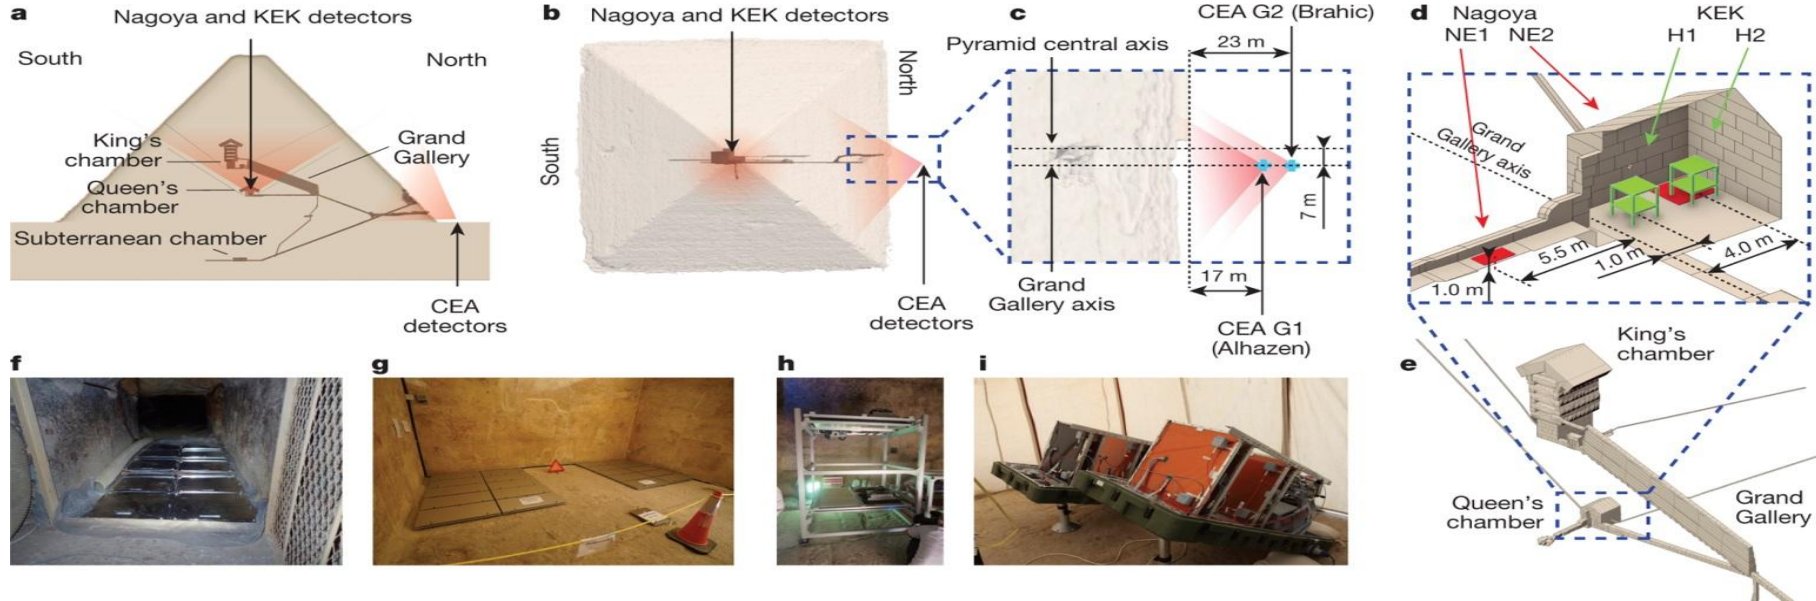 a
Nagoya and KEK detectors
South
North
King's
chamber
Grand
Gallery
Queen's
chamber
Subterranean chamber
CEA
detectors
b
Nagoya and KEK detectors
North
South
CEA
detectors
c
CEA G2 (Brahic)
23 m
Pyramid central axis
7 m
17 m
Grand
Gallery axis
CEA G1
(Alhazen)
d
Nagoya
NE1 NE2
KEK
H1 H2
Grand
Gallery axis
5.5 m
1.0 m
4.0 m
1.0 m
e
King's
chamber
Queen's
chamber
Grand
Gallery
f
g
h
i